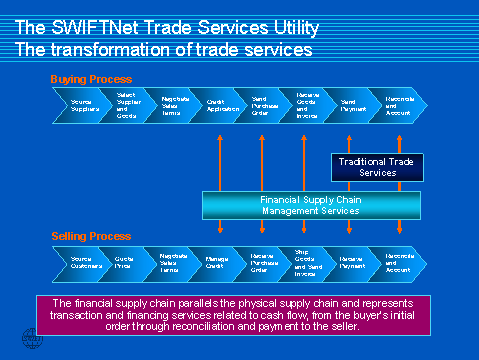 The SWIFTNet Trade Services Utility
The transformation of trade services
Buying Process
Source
Suppliers
Select
Supplier
and
Goods
Negotiate
Sales
Terms
Credit
Application
Send
Purchase
Order
Receive
Goods
and
Invoice
Send
Payment
Reconcile
and
Account
Traditional Trade
Services
Financial Supply Chain
Management Services
Selling Process
Source
Customers
Quote
Price
Negotiate
Sales
Terms
Manage
Credit
Receive
Purchase
Order
Ship
Goods
and Send
Invoice
Receive
Payment
Reconcile
and
Account
The financial supply chain parallels the physical supply chain and represents
transaction and financing services related to cash flow, from the buyer's initial
order through reconciliation and payment to the seller.